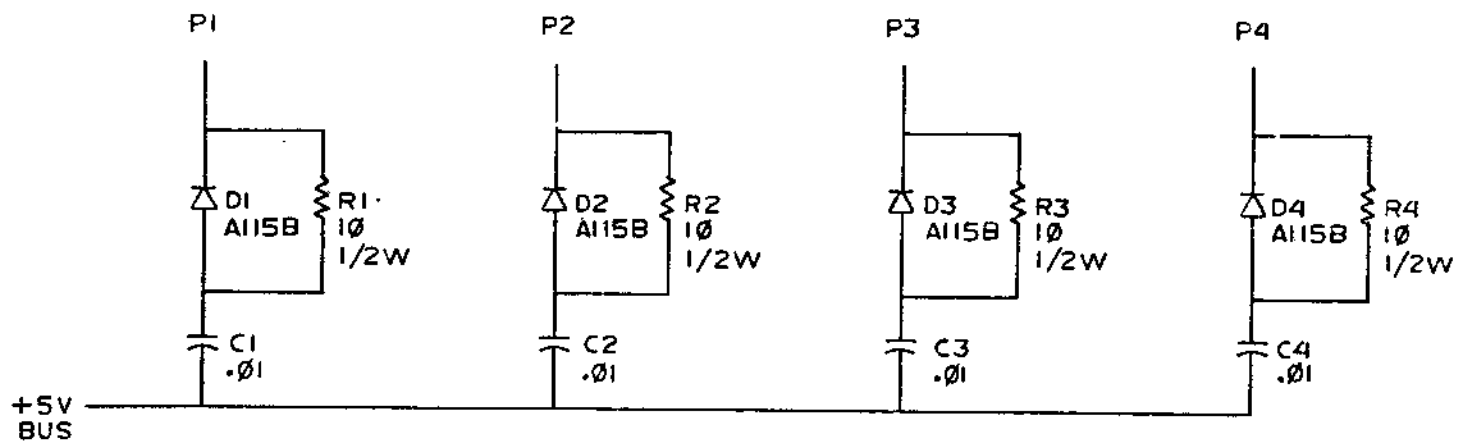 P1
P2
P3
P4
D1
A115B
R1
1Ø
1/2W
D2
A115B
R2
1Ø
1/2W
D3
A115B
R3
1Ø
1/2W
D4
A115B
R4
1Ø
1/2W
C1
.Ø1
C2
.Ø1
C3
.Ø1
C4
.Ø1
+5V
BUS